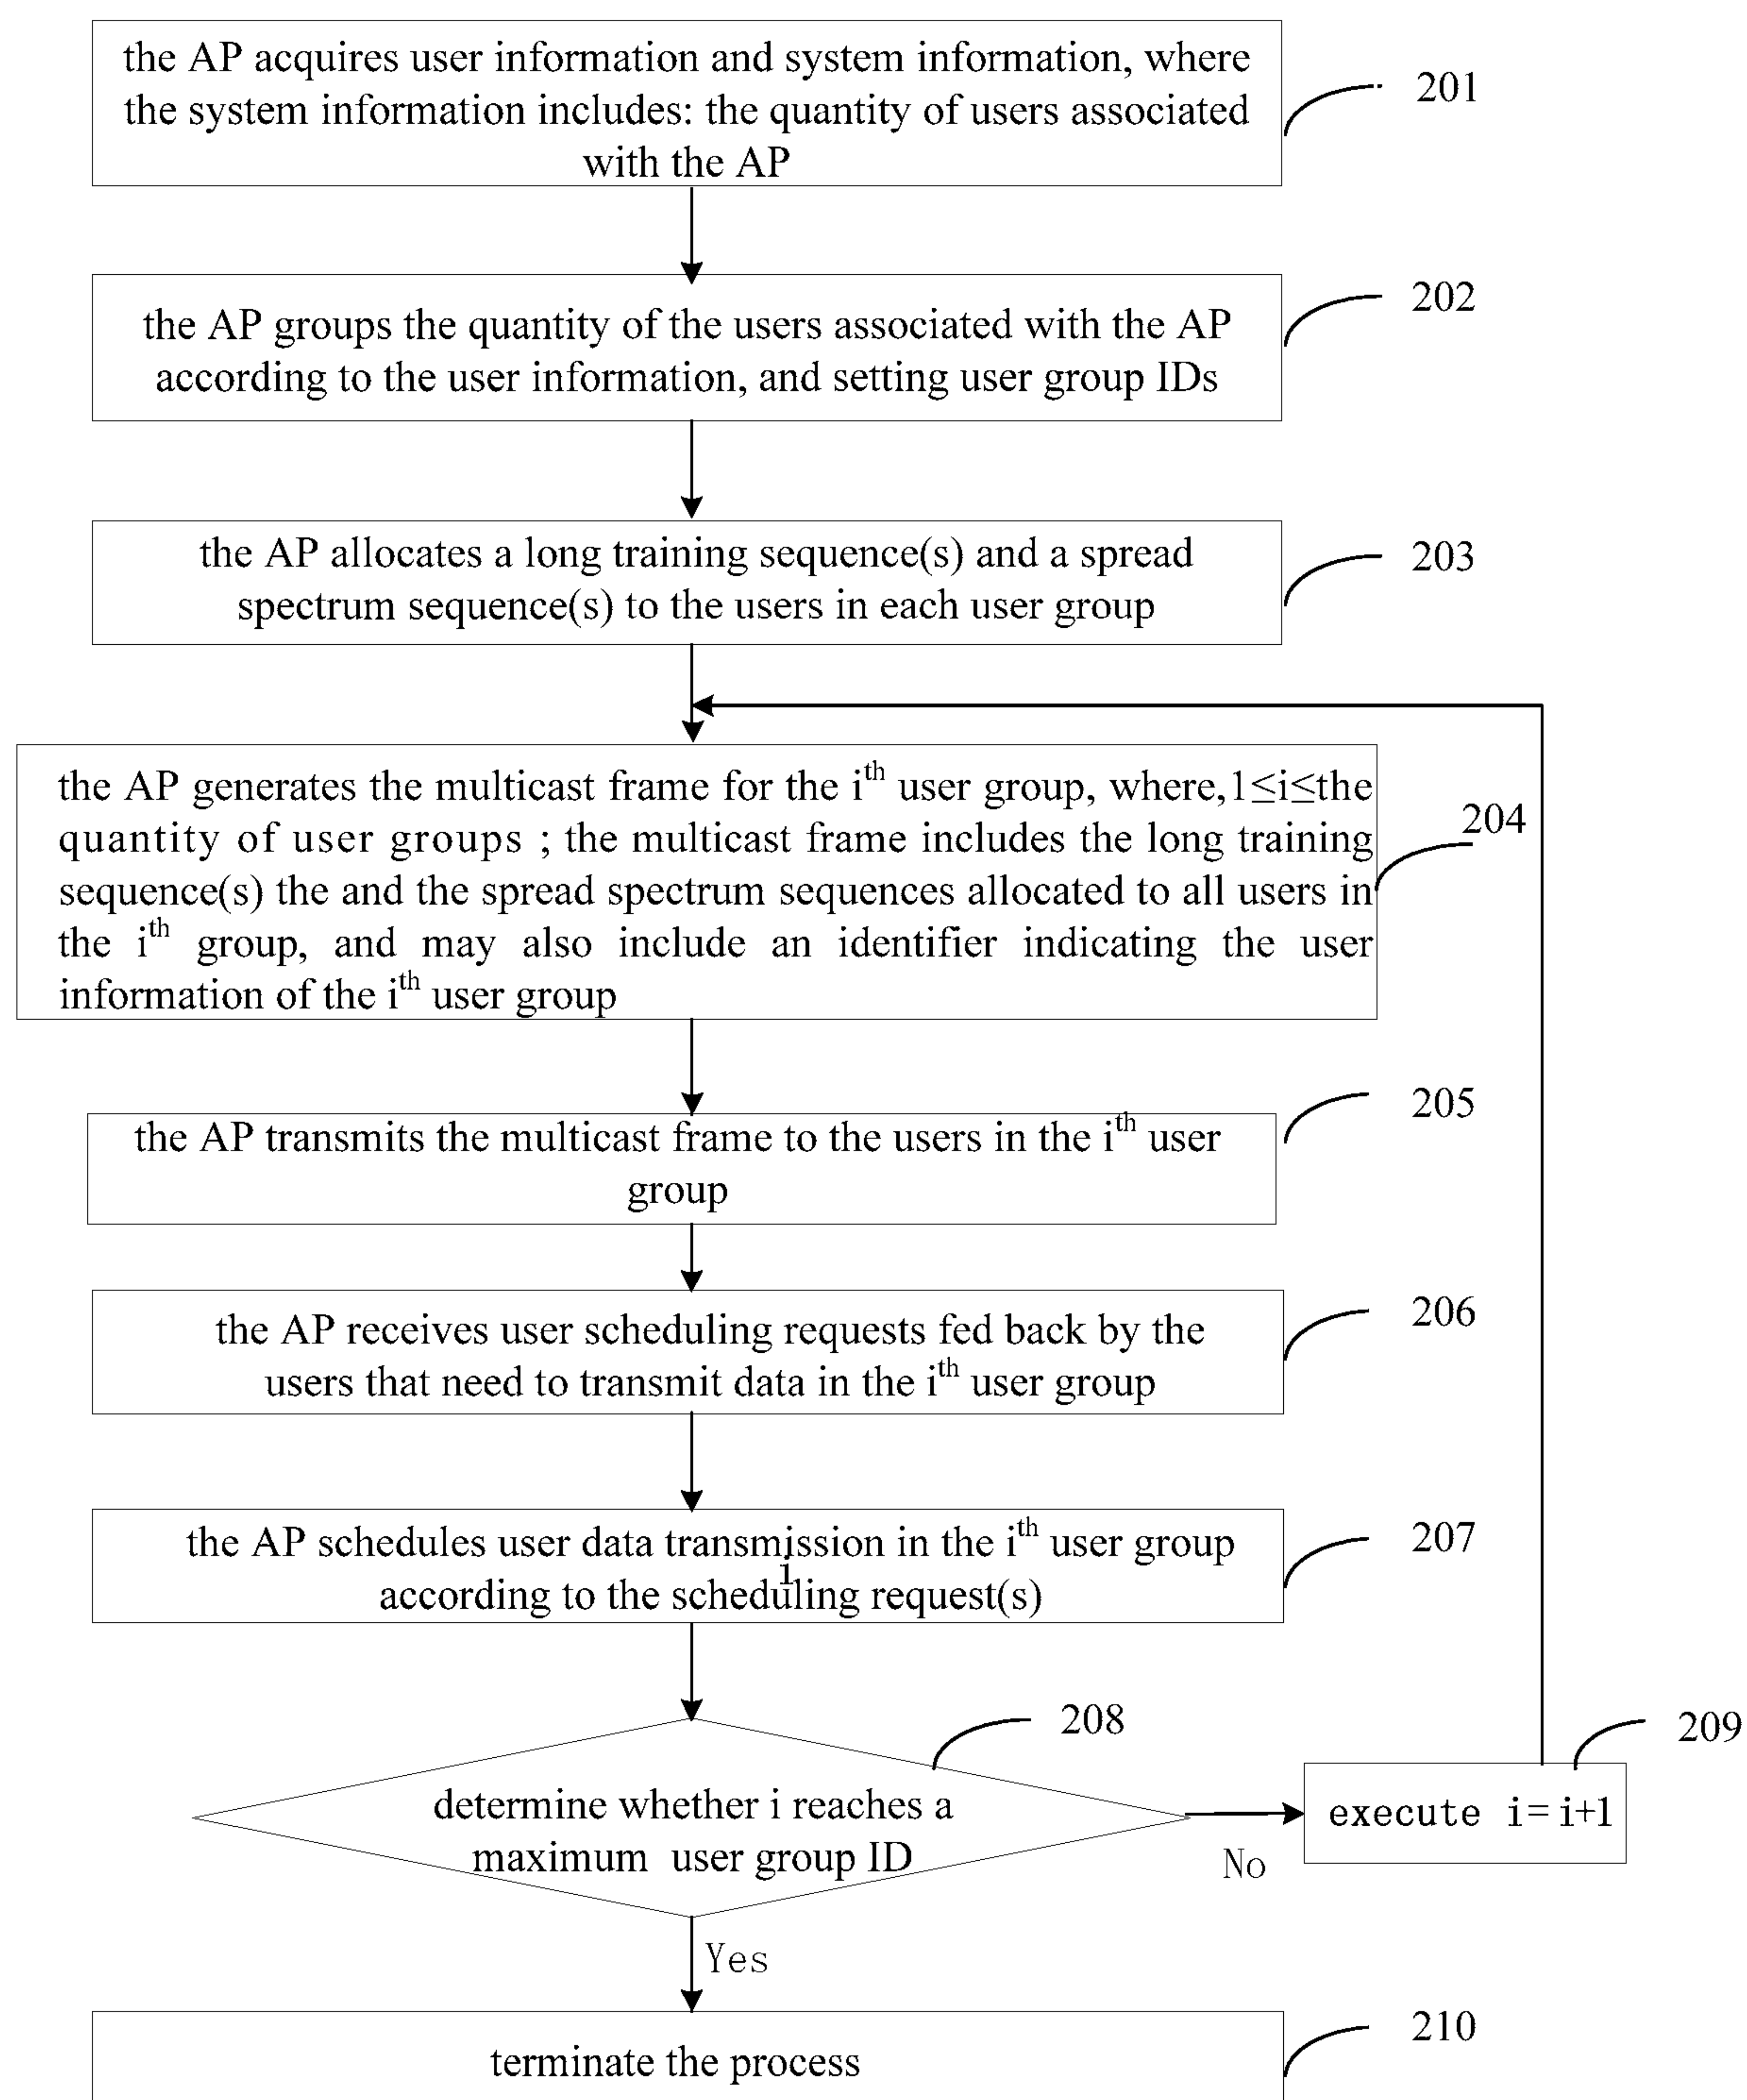 the AP acquires user information and system information, where
the system information includes: the quantity of users associated
with the AP
201
the AP groups the quantity of the users associated with the AP
according to the user information, and setting user group IDs
202
the AP allocates a long training sequence(s) and a spread
spectrum sequence(s) to the users in each user group
203
the AP generates the multicast frame for the i^th user group, where,1≤i≤the
quantity of user groups ; the multicast frame includes the long training
sequence(s) the and the spread spectrum sequences allocated to all users in
the i^th group, and may also include an identifier indicating the user
information of the i^th user group
204
the AP transmits the multicast frame to the users in the i^th user
group
205
the AP receives user scheduling requests fed back by the
users that need to transmit data in the i^th user group
206
the AP schedules user data transmission in the i^th user group
i
according to the scheduling request(s)
207
determine whether i reaches a
maximum user group ID
208
No
execute i=i+1
209
Yes
terminate the process
210